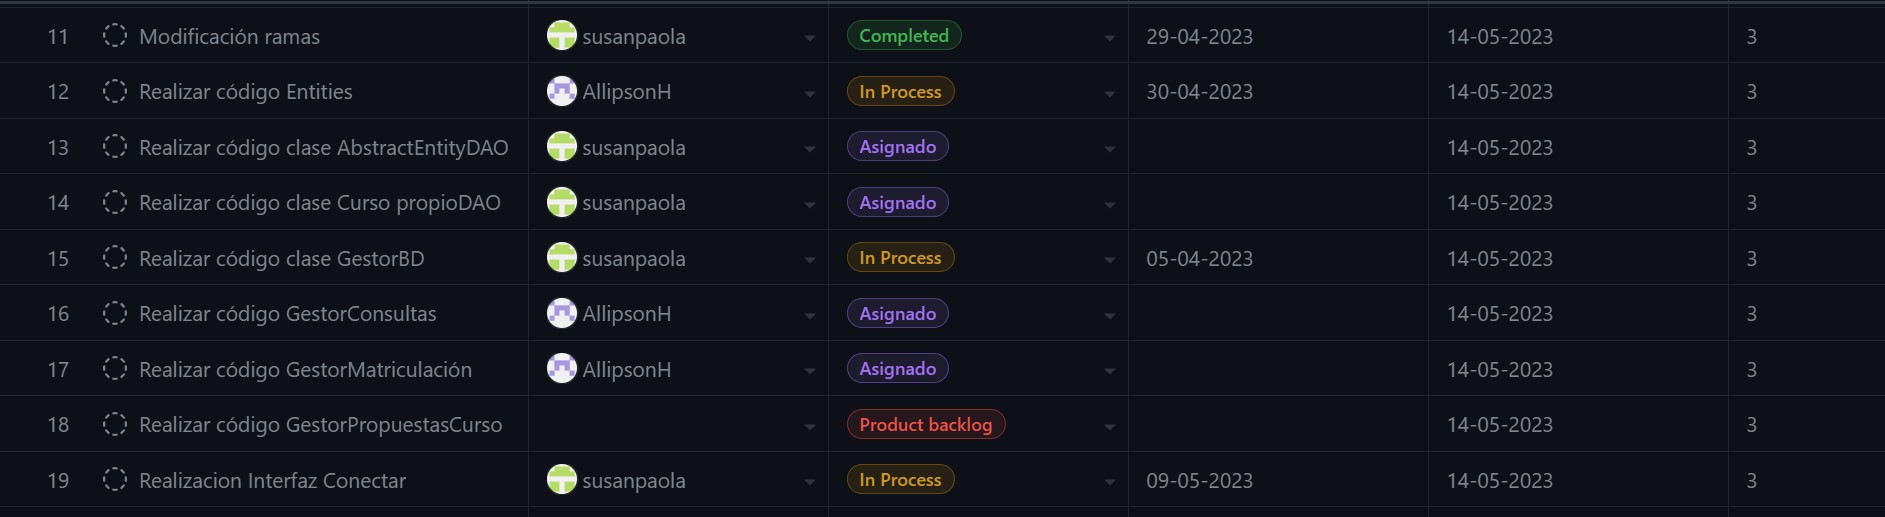 11 Modificación ramas susanpaola Completed 29-04-2023 14-05-2023 3
12 Realizar código Entities AllipsonH In Process 30-04-2023 14-05-2023 3
13 Realizar código clase AbstractEntityDAO susanpaola Asignado 14-05-2023 3
14 Realizar código clase Curso propioDAO susanpaola Asignado 14-05-2023 3
15 Realizar código clase GestorBD susanpaola In Process 05-04-2023 14-05-2023 3
16 Realizar código GestorConsultas AllipsonH Asignado 14-05-2023 3
17 Realizar código GestorMatriculación AllipsonH Asignado 14-05-2023 3
18 Realizar código GestorPropuestasCurso Product backlog 14-05-2023 3
19 Realizacion Interfaz Conectar susanpaola In Process 09-05-2023 14-05-2023 3